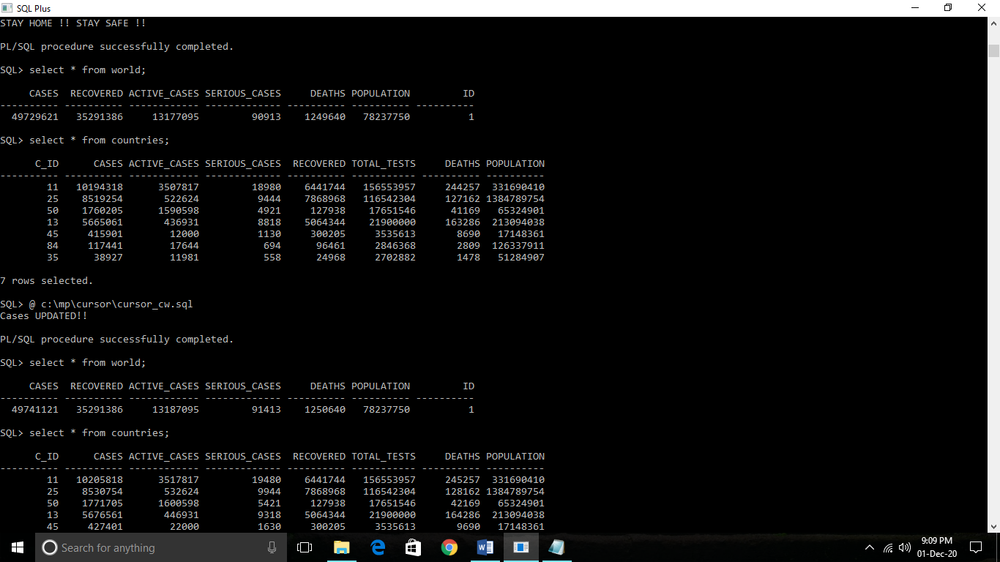 SQL Plus
STAY HOME !! STAY SAFE !!
PL/SQL procedure successfully completed.
SQL> select * from world;
     CASES  RECOVERED ACTIVE_CASES SERIOUS_CASES     DEATHS POPULATION         ID
---------- ---------- ------------ ------------- ---------- ---------- ----------
  49729621   35291386     13177095         90913    1249640   78237750          1
SQL> select * from countries;
      C_ID      CASES ACTIVE_CASES SERIOUS_CASES  RECOVERED TOTAL_TESTS     DEATHS POPULATION
---------- ---------- ------------ ------------- ---------- ----------- ---------- ----------
        11   10194318      3507817         18980    6441744   156553957     244257  331690410
        25    8519254       522624          9444    7868968   116542304     127162 1384789754
        50    1760205      1590598          4921     127938    17651546      41169   65324901
        13    5665061       436931          8818    5064344    21900000     163286  213094038
        45     415901        12000          1130     300205     3535613       8690   17148361
        84     117441        17644           694      96461     2846368       2809  126337911
        35      38927        11981           558      24968     2702882       1478   51284907
7 rows selected.
SQL> @ c:\mp\cursor\cursor_cw.sql
Cases UPDATED!!
PL/SQL procedure successfully completed.
SQL> select * from world;
     CASES  RECOVERED ACTIVE_CASES SERIOUS_CASES     DEATHS POPULATION         ID
---------- ---------- ------------ ------------- ---------- ---------- ----------
  49741121   35291386     13187095         91413    1250640   78237750          1
SQL> select * from countries;
      C_ID      CASES ACTIVE_CASES SERIOUS_CASES  RECOVERED TOTAL_TESTS     DEATHS POPULATION
---------- ---------- ------------ ------------- ---------- ----------- ---------- ----------
        11   10205818      3517817         19480    6441744   156553957     245257  331690410
        25    8530754       532624          9944    7868968   116542304     128162 1384789754
        50    1771705      1600598          5421     127938    17651546      42169   65324901
        13    5676561       446931          9318    5064344    21900000     164286  213094038
        45     427401        22000          1630     300205     3535613       9690   17148361
Search for anything
9:09 PM
01-Dec-20